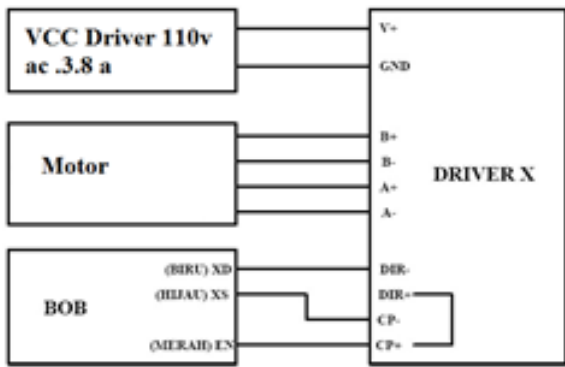 VCC Driver 110v
ac .3.8 a
V+
GND
Motor
B+
B-
A+
A-
DRIVER X
BOB
(BIRU) XD
(HIJAU) XS
(MERAH) EN
DIR-
DIR+
CP-
CP+